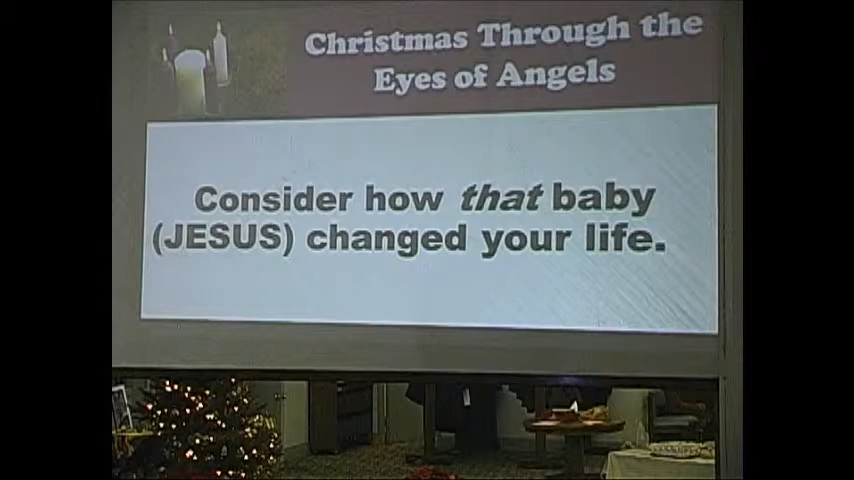 Christmas Through the
Eyes of Angels
Consider how that baby
(JESUS) changed your life.